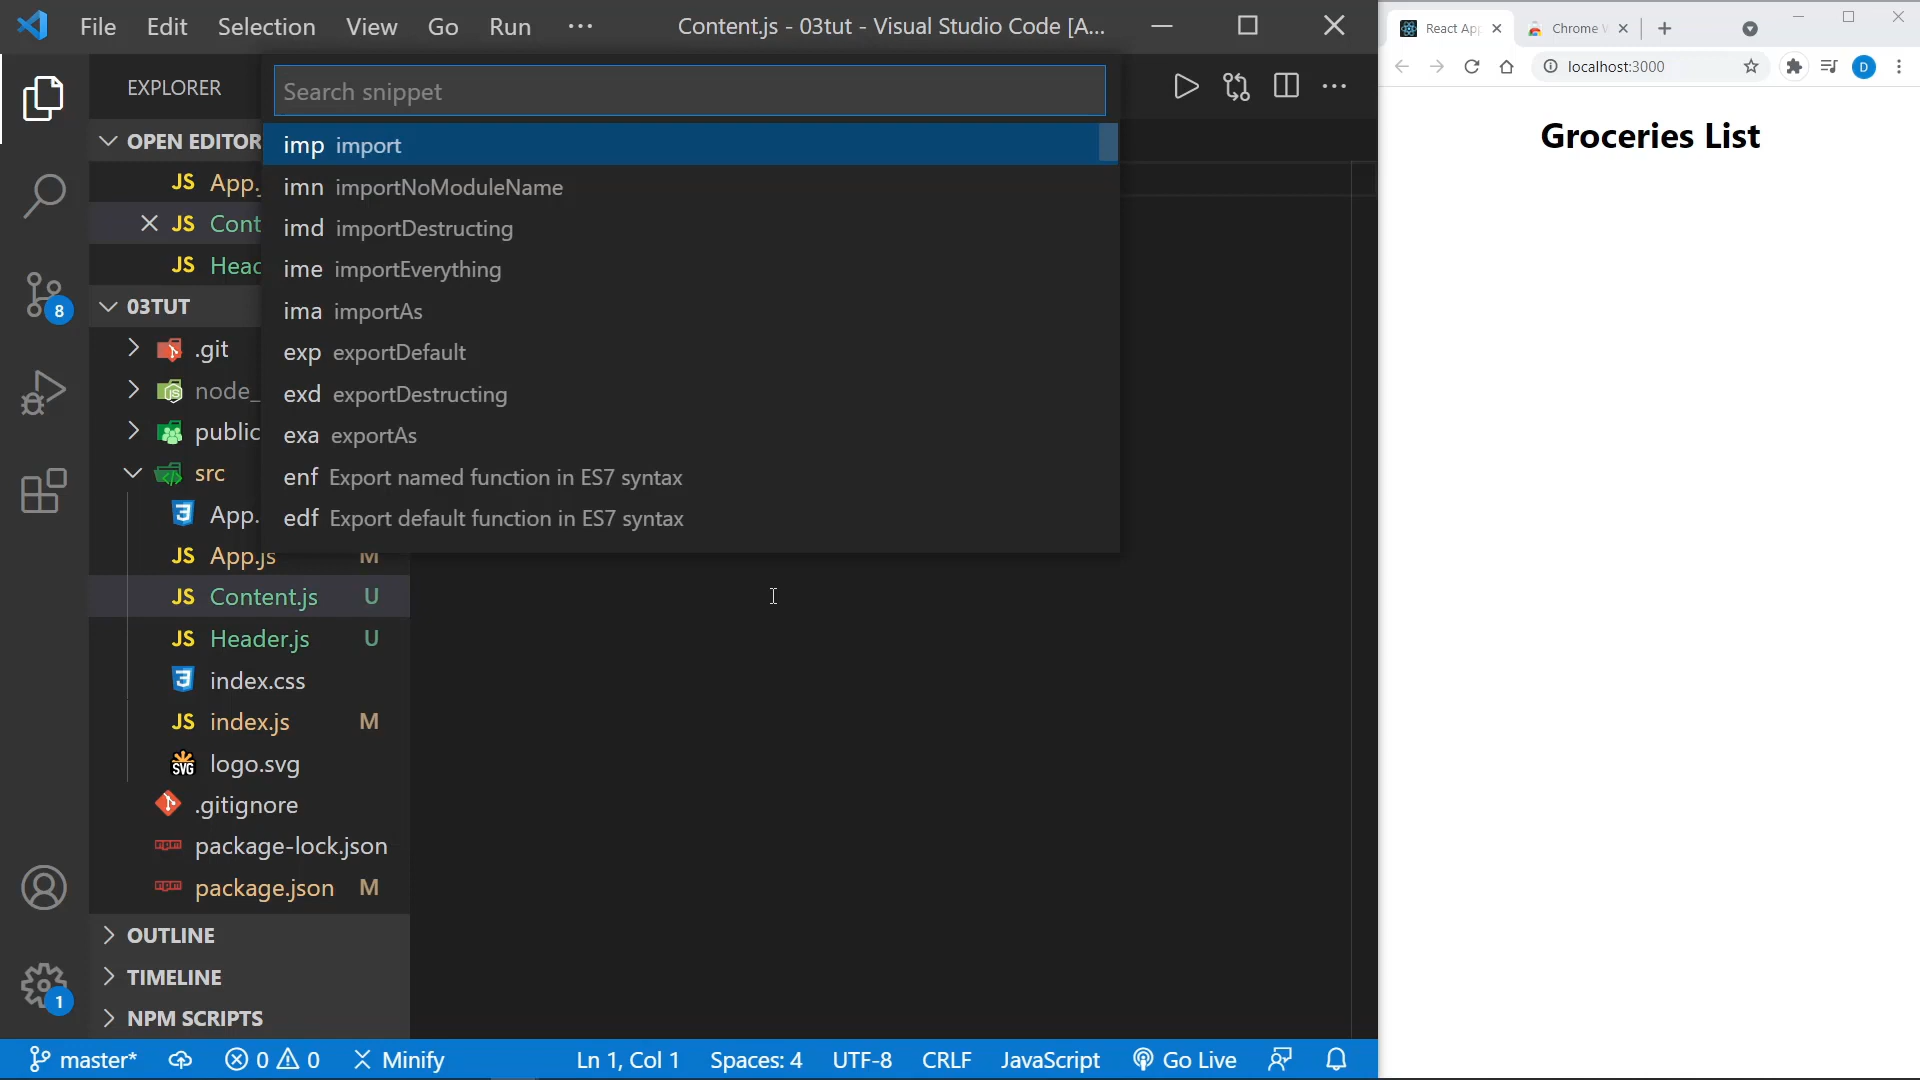 File Edit Selection View Go Run ··· Content.js - 03tut - Visual Studio Code [A...
EXPLORER
Search snippet
OPEN EDITOR
imp import
JS App.
imn importNoModuleName
JS Cont
imd importDestructing
JS Head
ime importEverything
8
03TUT
ima importAs
.git
exp exportDefault
node_
exd exportDestructing
public
exa exportAs
src
enf Export named function in ES7 syntax
App.
edf Export default function in ES7 syntax
JS App.js M
JS Content.js U
JS Header.js U
index.css
JS index.js M
SVG logo.svg
.gitignore
package-lock.json
package.json M
OUTLINE
TIMELINE
1
NPM SCRIPTS
master* 0 0 Minify Ln 1, Col 1 Spaces: 4 UTF-8 CRLF JavaScript Go Live
React App Chrome W
localhost:3000 D
Groceries List